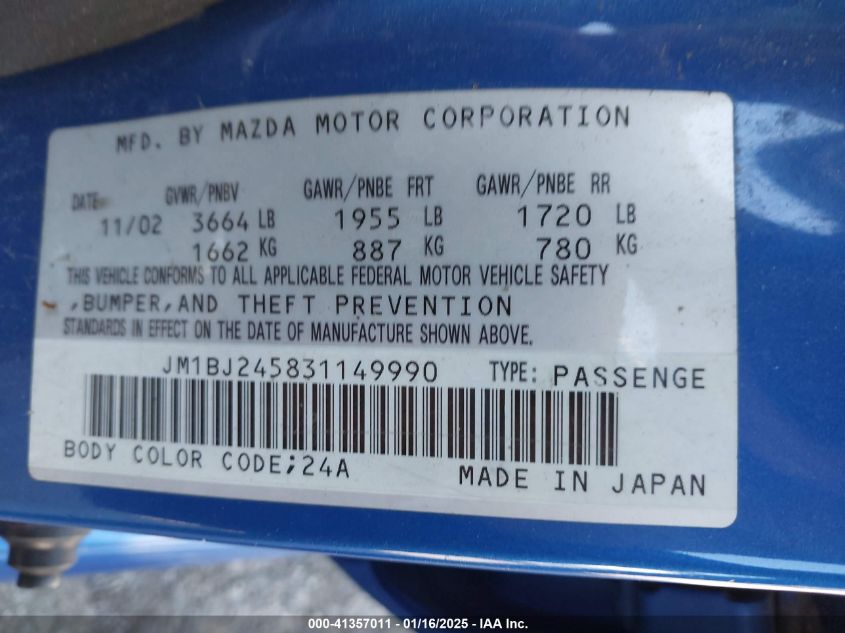 MFD. BY MAZDA MOTOR CORPORATION
DATE GVWR/PNBV GAWR/PNBE FRT GAWR/PNBE RR
11/02 3664 LB 1955 LB 1720 LB
1662 KG 887 KG 780 KG
THIS VEHICLE CONFORMS TO ALL APPLICABLE FEDERAL MOTOR VEHICLE SAFETY
,BUMPER,AND THEFT PREVENTION
STANDARDS IN EFFECT ON THE DATE OF MANUFACTURE SHOWN ABOVE.
JM1BJ245831149990 TYPE: PASSENGE
BODY COLOR CODE;24A MADE IN JAPAN
000-41357011 - 01/16/2025 - IAA Inc.